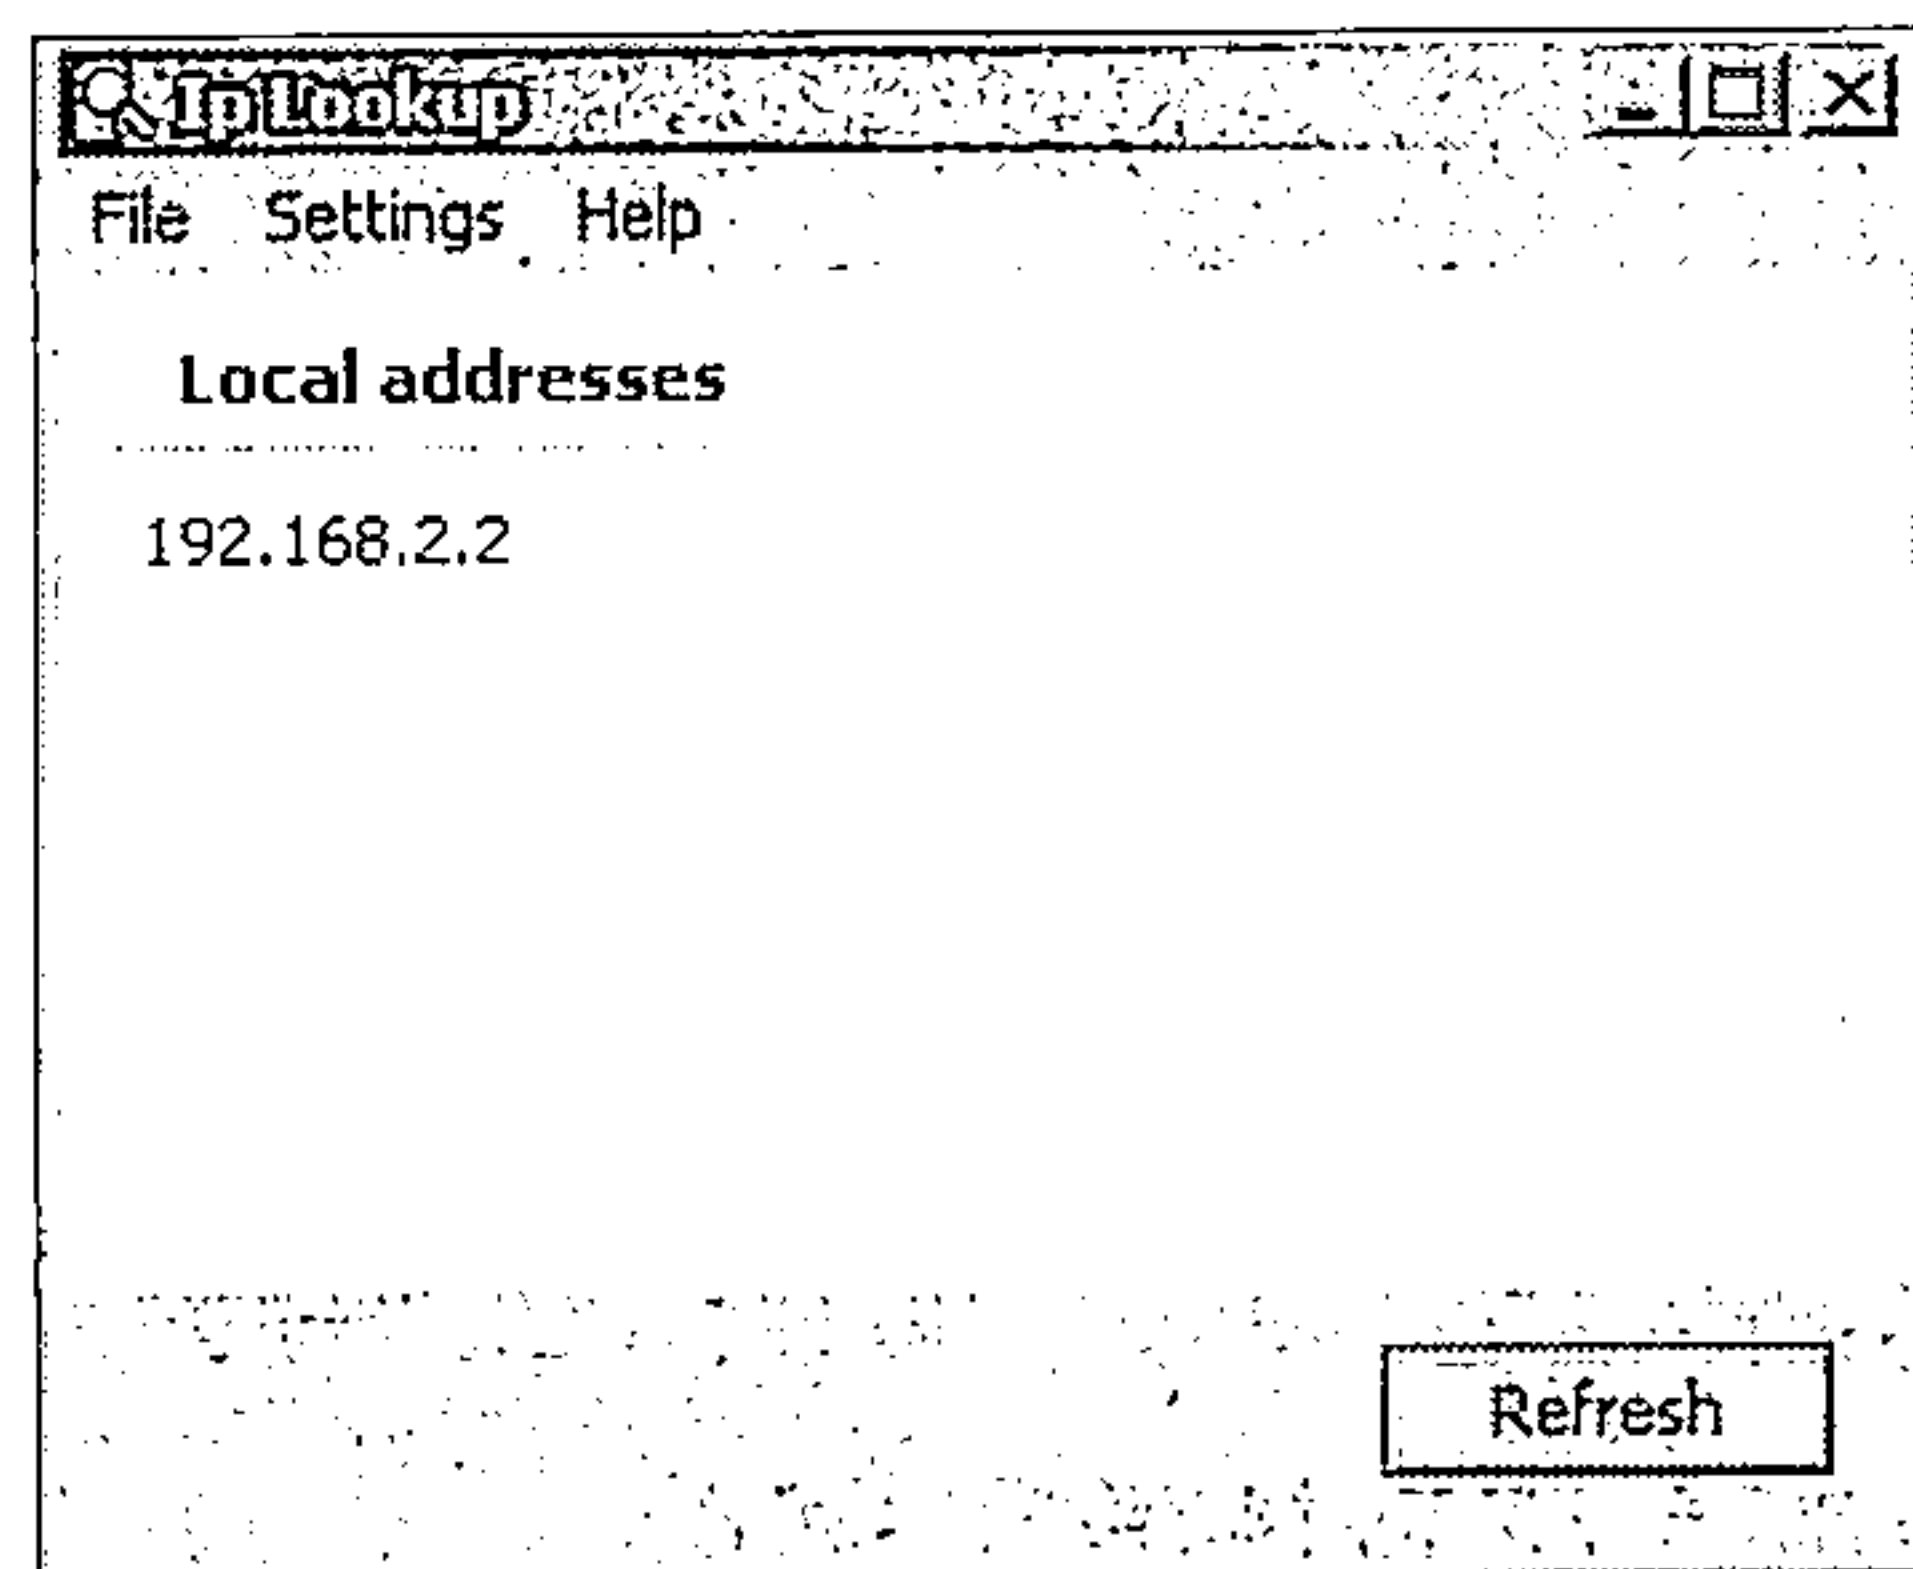 Ip Lookup
File Settings Help
Local addresses
192.168.2.2
Refresh